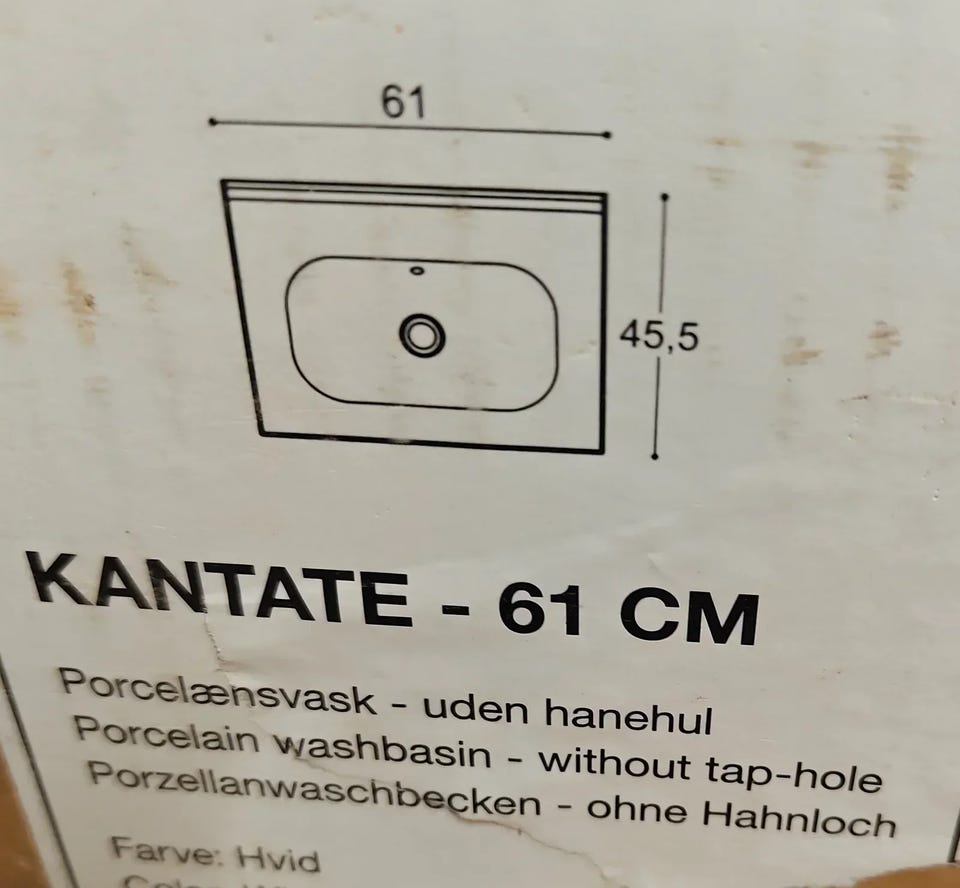 61
45,5
KANTATE - 61 CM
Porcelænsvask - uden hanehul
Porcelain washbasin - without tap-hole
Porzellanwaschbecken - ohne Hahnloch
Farve: Hvid